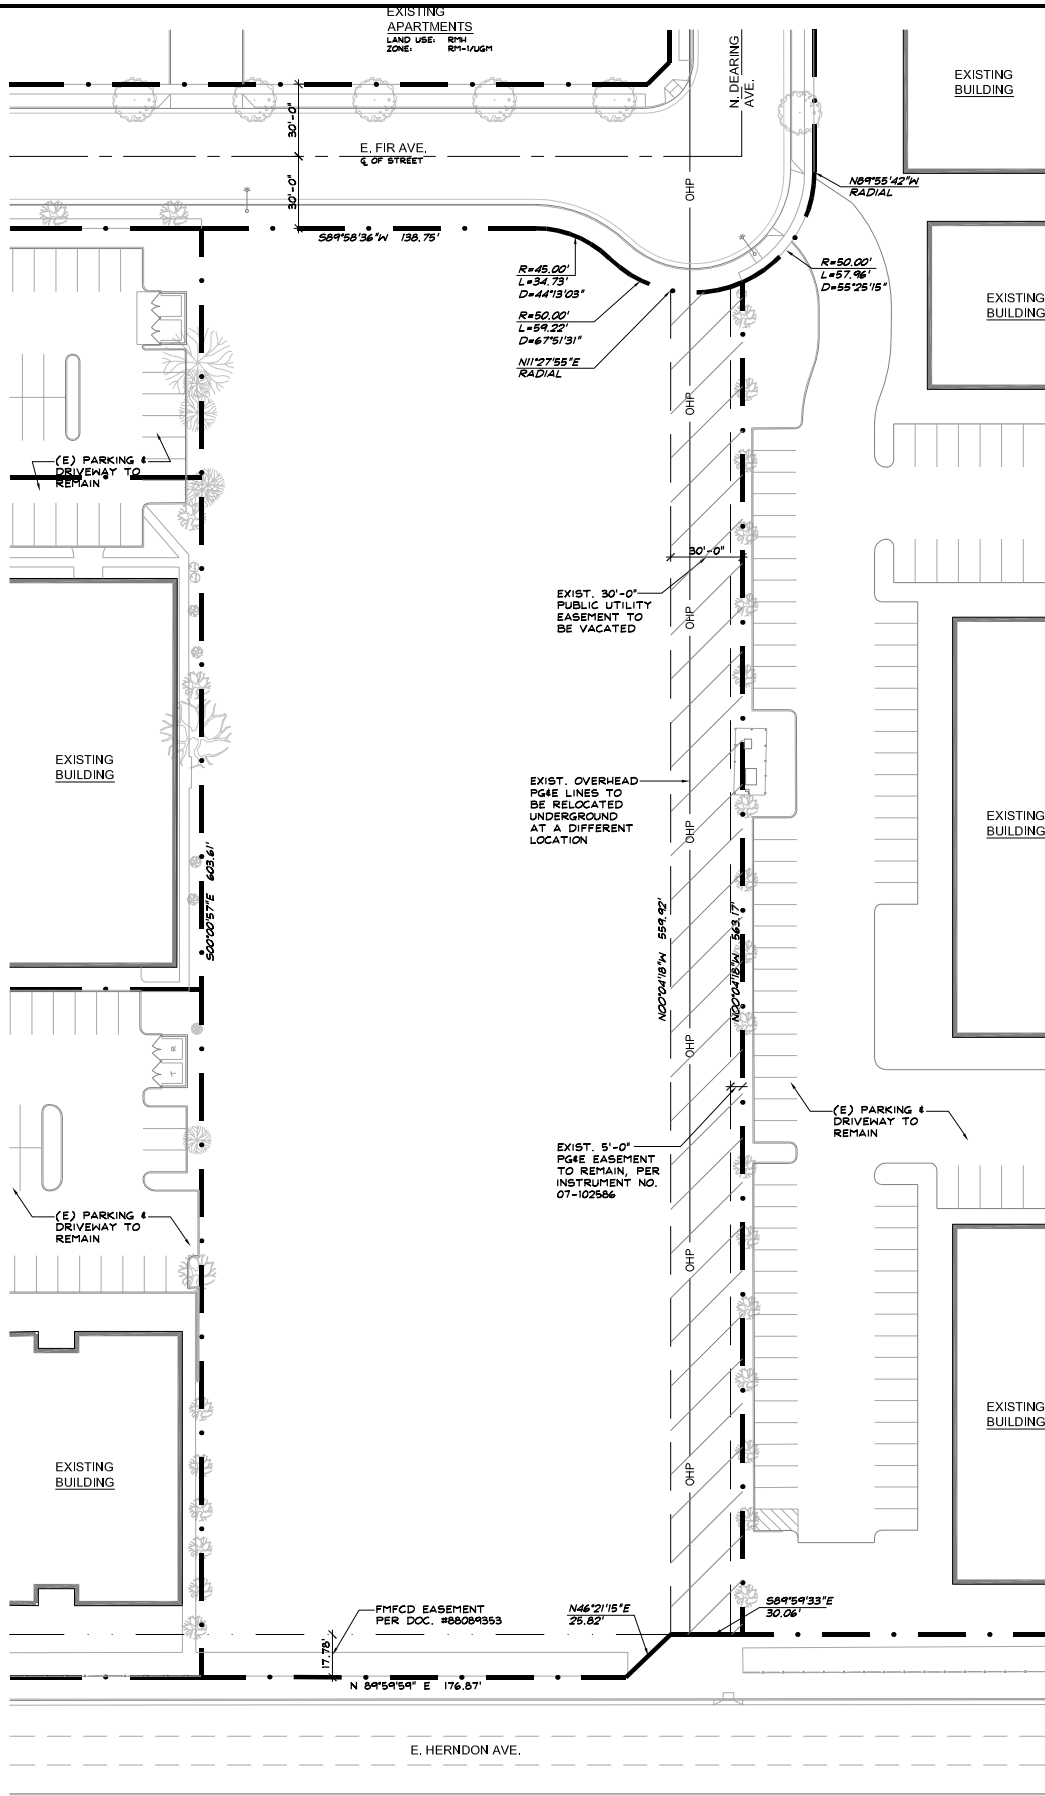 EXISTING
APARTMENTS
LAND USE: RMH
ZONE: RM-1/UGM
N. DEARING
AVE.
EXISTING
BUILDING
30'-0"
E. FIR AVE.
℄ OF STREET
30'-0"
OHP
N89°55'42"W
RADIAL
S89°58'36"W 138.75'
R=45.00'
L=34.73'
D=44°13'03"
R=50.00'
L=57.96'
D=55°25'15"
EXISTING
BUILDING
R=50.00'
L=59.22'
D=67°51'31"
N11°27'55"E
RADIAL
OHP
(E) PARKING &
DRIVEWAY TO
REMAIN
30'-0"
EXIST. 30'-0"
PUBLIC UTILITY
EASEMENT TO
BE VACATED
OHP
EXISTING
BUILDING
EXIST. OVERHEAD
PG&E LINES TO
BE RELOCATED
UNDERGROUND
AT A DIFFERENT
LOCATION
OHP
EXISTING
BUILDING
S00°00'57"E 603.61'
N00°04'18"W 559.92'
N00°04'18"W 563.17'
OHP
R
T
(E) PARKING &
DRIVEWAY TO
REMAIN
EXIST. 5'-0"
PG&E EASEMENT
TO REMAIN, PER
INSTRUMENT NO.
07-102586
(E) PARKING &
DRIVEWAY TO
REMAIN
OHP
EXISTING
BUILDING
EXISTING
BUILDING
OHP
FMFCD EASEMENT
PER DOC. #88089353
N46°21'15"E
25.82'
S89°59'33"E
30.06'
17.78'
N 89°59'59" E 176.87'
E. HERNDON AVE.